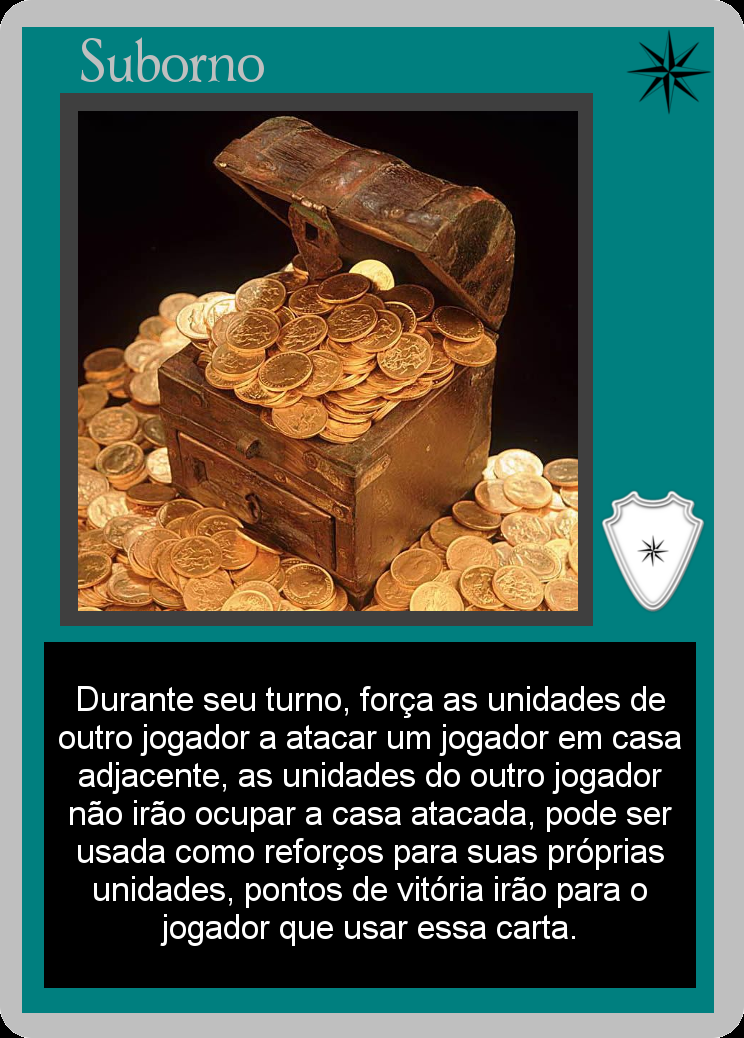 Suborno
Durante seu turno, força as unidades de
outro jogador a atacar um jogador em casa
adjacente, as unidades do outro jogador
não irão ocupar a casa atacada, pode ser
usada como reforços para suas próprias
unidades, pontos de vitória irão para o
jogador que usar essa carta.